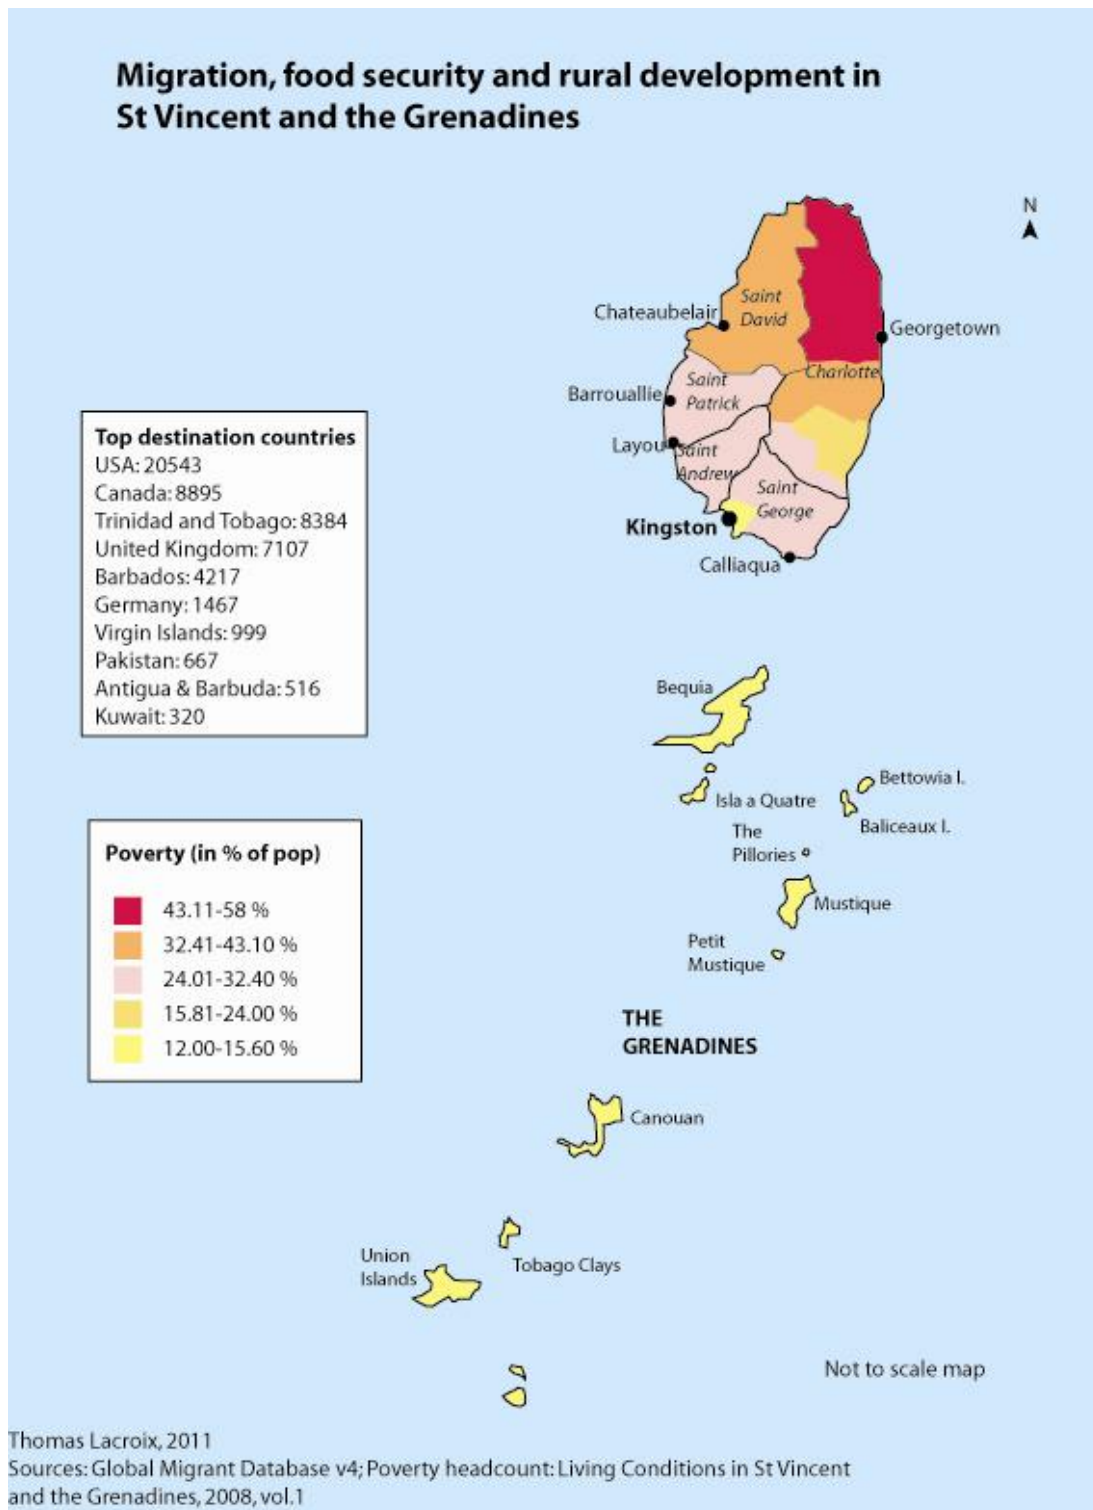 Migration, food security and rural development in
St Vincent and the Grenadines
N
Saint
David
Chateaubelair
Georgetown
Charlotte
Saint
Patrick
Barrouallie
Layou
Saint
Andrew
Saint
George
Kingston
Calliaqua
Top destination countries
USA: 20543
Canada: 8895
Trinidad and Tobago: 8384
United Kingdom: 7107
Barbados: 4217
Germany: 1467
Virgin Islands: 999
Pakistan: 667
Antigua & Barbuda: 516
Kuwait: 320
Bequia
Bettowia I.
Isla a Quatre
Baliceaux I.
The
Pillories
Mustique
Petit
Mustique
Poverty (in % of pop)
43.11-58 %
32.41-43.10 %
24.01-32.40 %
15.81-24.00 %
12.00-15.60 %
THE
GRENADINES
Canouan
Union
Islands
Tobago Clays
Not to scale map
Thomas Lacroix, 2011
Sources: Global Migrant Database v4; Poverty headcount: Living Conditions in St Vincent
and the Grenadines, 2008, vol.1